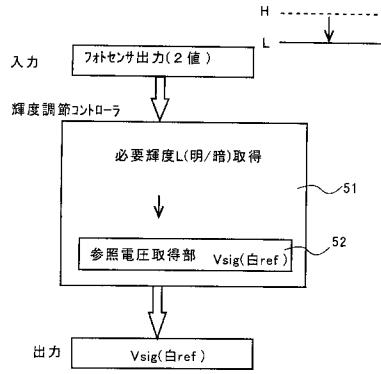 H
L
入力
フォトセンサ出力(2値)
輝度調節コントローラ
必要輝度L(明/暗)取得
51
52
参照電圧取得部 Vsig(白ref)
出力
Vsig(白ref)